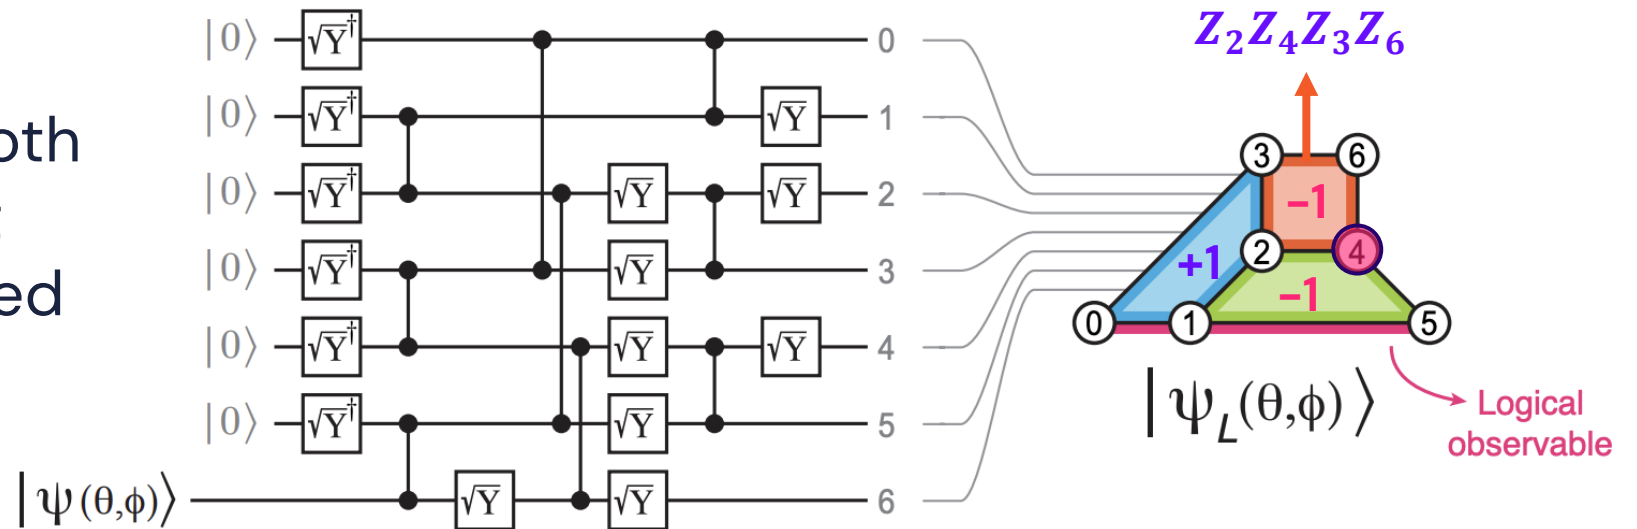 oth
ed
|0⟩ √Y† 0
|0⟩ √Y† √Y 1
|0⟩ √Y† √Y √Y 2
|0⟩ √Y† √Y 3
|0⟩ √Y† √Y √Y 4
|0⟩ √Y† √Y 5
|ψ(θ,ϕ)⟩ √Y √Y 6
Z₂Z₄Z₃Z₆
3 6
−1
2 4
+1
−1
0 1 5
|ψ_L(θ,ϕ)⟩
Logical
observable